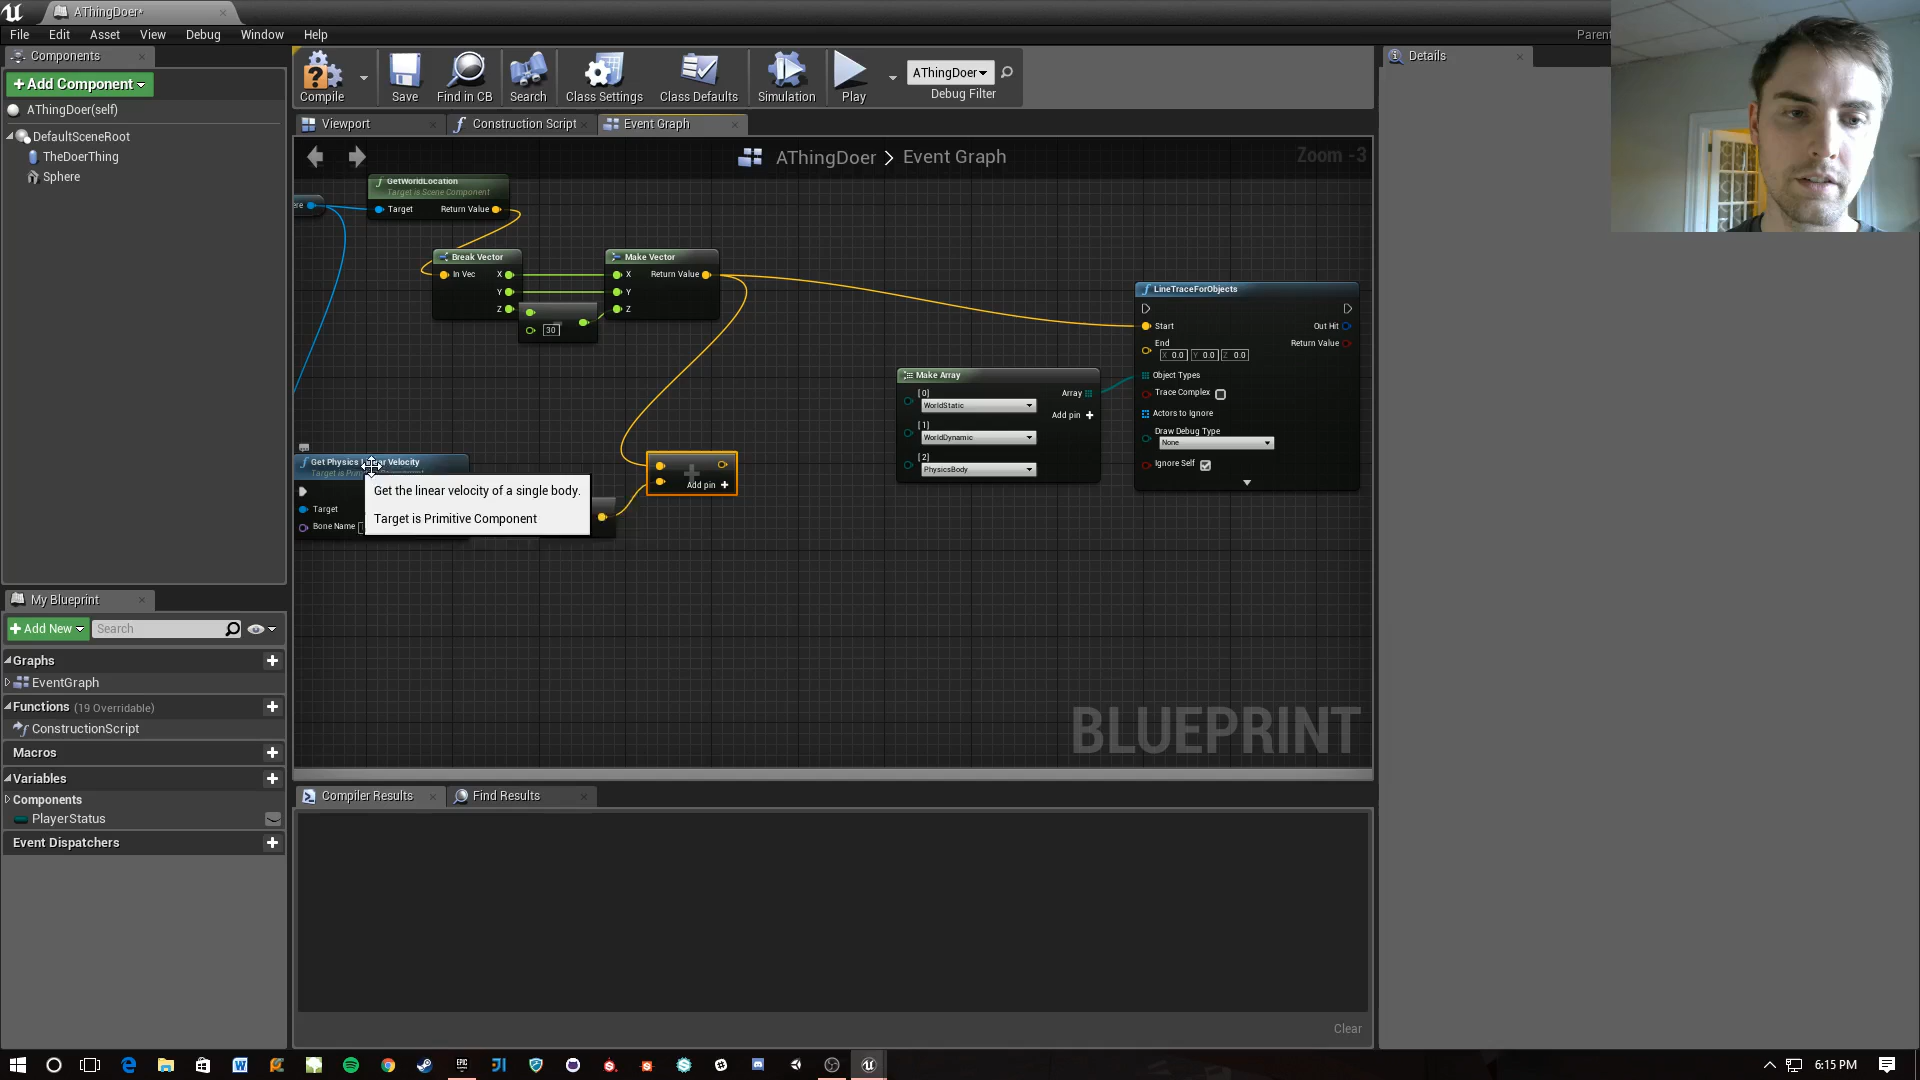 AThingDoer*
File Edit Asset View Debug Window Help
Components
+ Add Component
AThingDoer(self)
DefaultSceneRoot
TheDoerThing
Sphere
Compile Save Find in CB Search Class Settings Class Defaults Simulation Play
AThingDoer
Debug Filter
Viewport Construction Script Event Graph
AThingDoer > Event Graph
Zoom -3
GetWorldLocation
Target is Scene Component
Target Return Value
Break Vector
In Vec X
Y
Z
30
Make Vector
X Return Value
Y
Z
LineTraceForObjects
Start Out Hit
End Return Value
X 0.0 Y 0.0 Z 0.0
Object Types
Trace Complex
Actors to Ignore
Draw Debug Type
None
Ignore Self
Make Array
[0] Array
WorldStatic
Add pin +
[1]
WorldDynamic
[2]
PhysicsBody
Get Physics Linear Velocity
Target
Bone Name
Get the linear velocity of a single body.
Target is Primitive Component
Add pin +
BLUEPRINT
My Blueprint
+ Add New Search
Graphs
EventGraph
Functions (19 Overridable)
ConstructionScript
Macros
Variables
Components
PlayerStatus
Event Dispatchers
Compiler Results Find Results
Clear
Details
Parent
6:15 PM